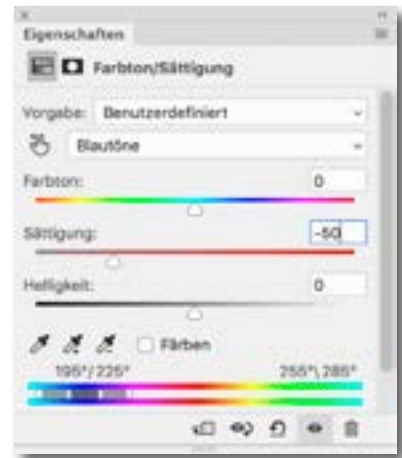 Eigenschaften
Farbton/Sättigung
Vorgabe: Benutzerdefiniert
Blautöne
Farbton: 0
Sättigung: -50
Helligkeit: 0
Färben
195°/225° 255°\285°